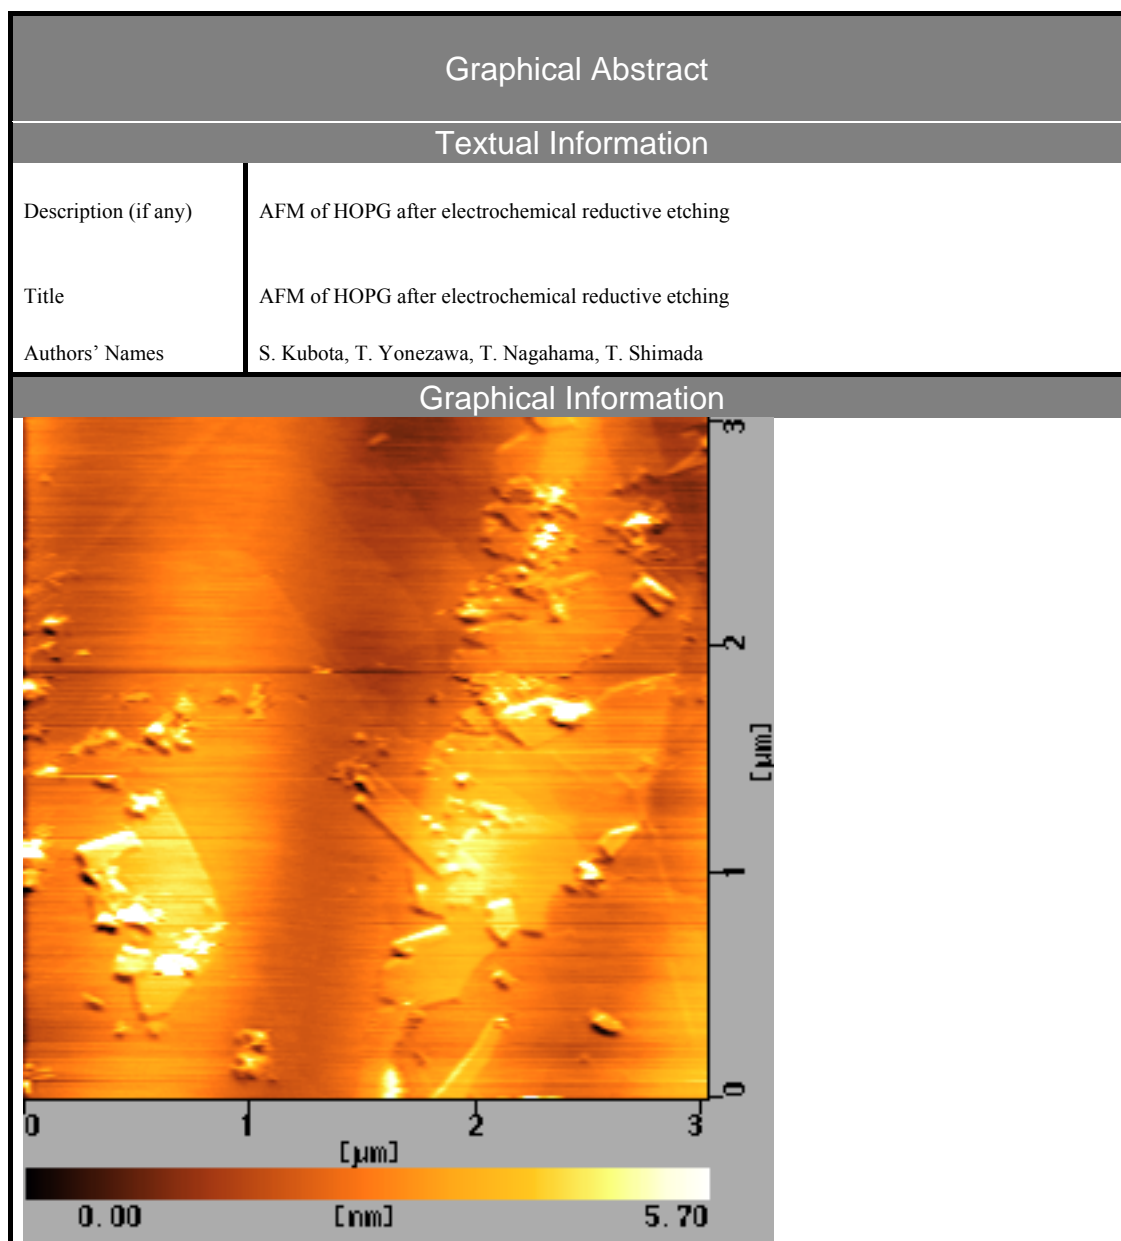 Graphical Abstract
Textual Information
Description (if any) AFM of HOPG after electrochemical reductive etching
Title AFM of HOPG after electrochemical reductive etching
Authors’ Names S. Kubota, T. Yonezawa, T. Nagahama, T. Shimada
Graphical Information
3
2
[µm]
1
0
0 1 2 3
[µm]
0.00 [nm] 5.70